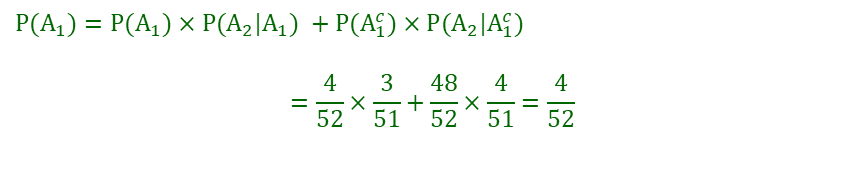 P(A₁) = P(A₁) × P(A₂|A₁) + P(A₁ᶜ) × P(A₂|A₁ᶜ)
= 4/52 × 3/51 + 48/52 × 4/51 = 4/52